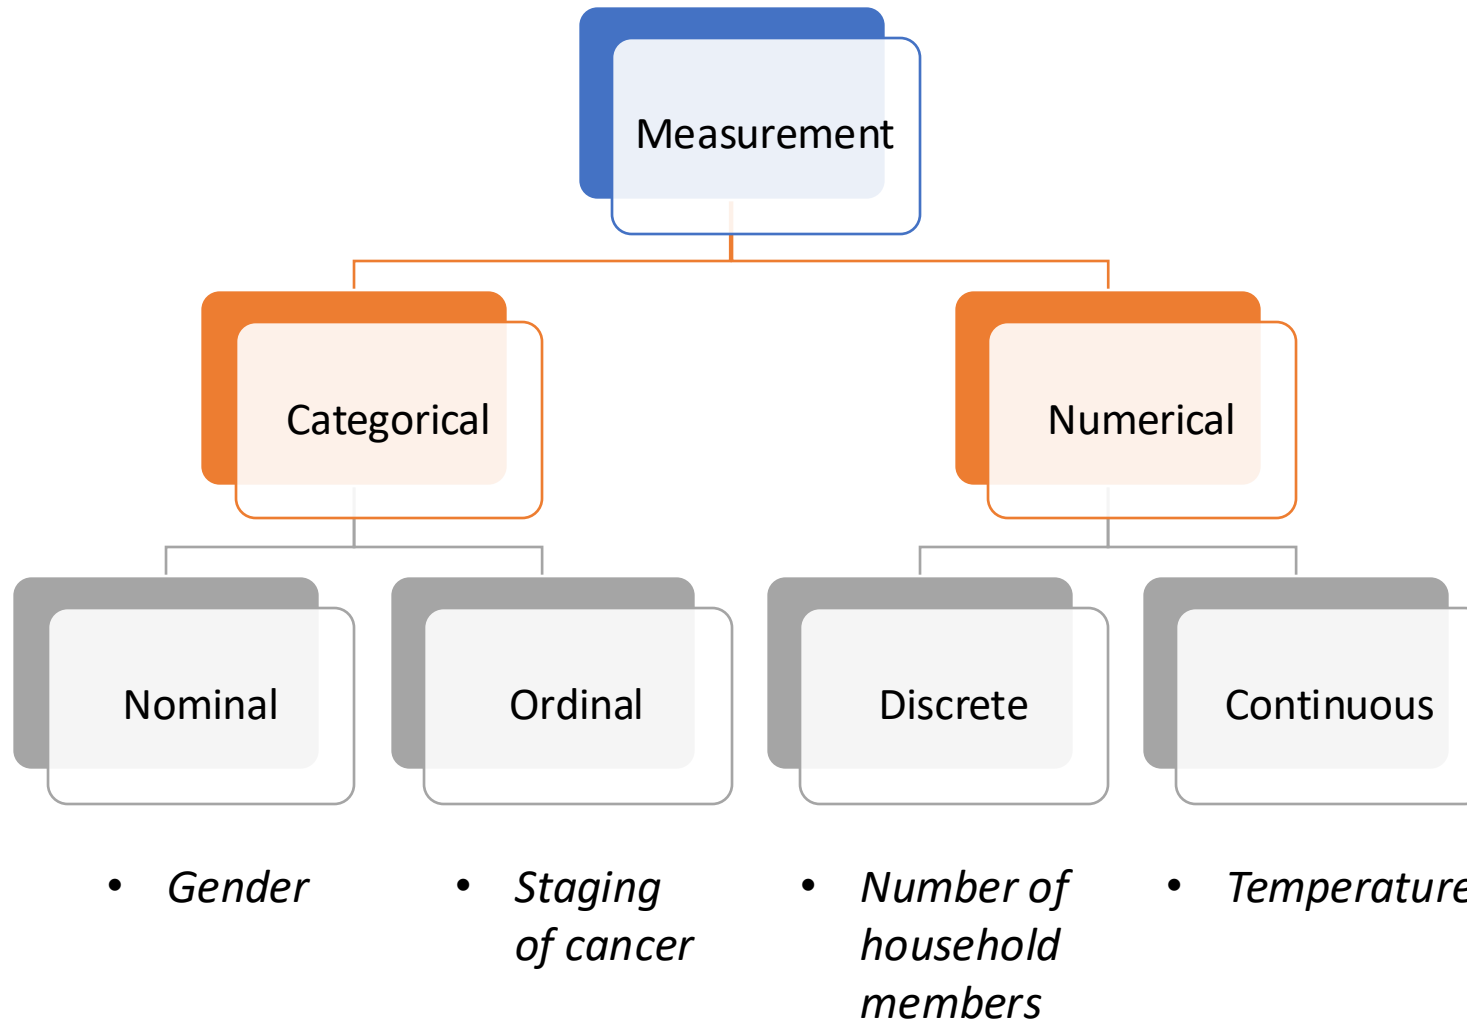 Measurement
Categorical
Numerical
Nominal
Ordinal
Discrete
Continuous
• Gender
• Staging
of cancer
• Number of
household
members
• Temperature